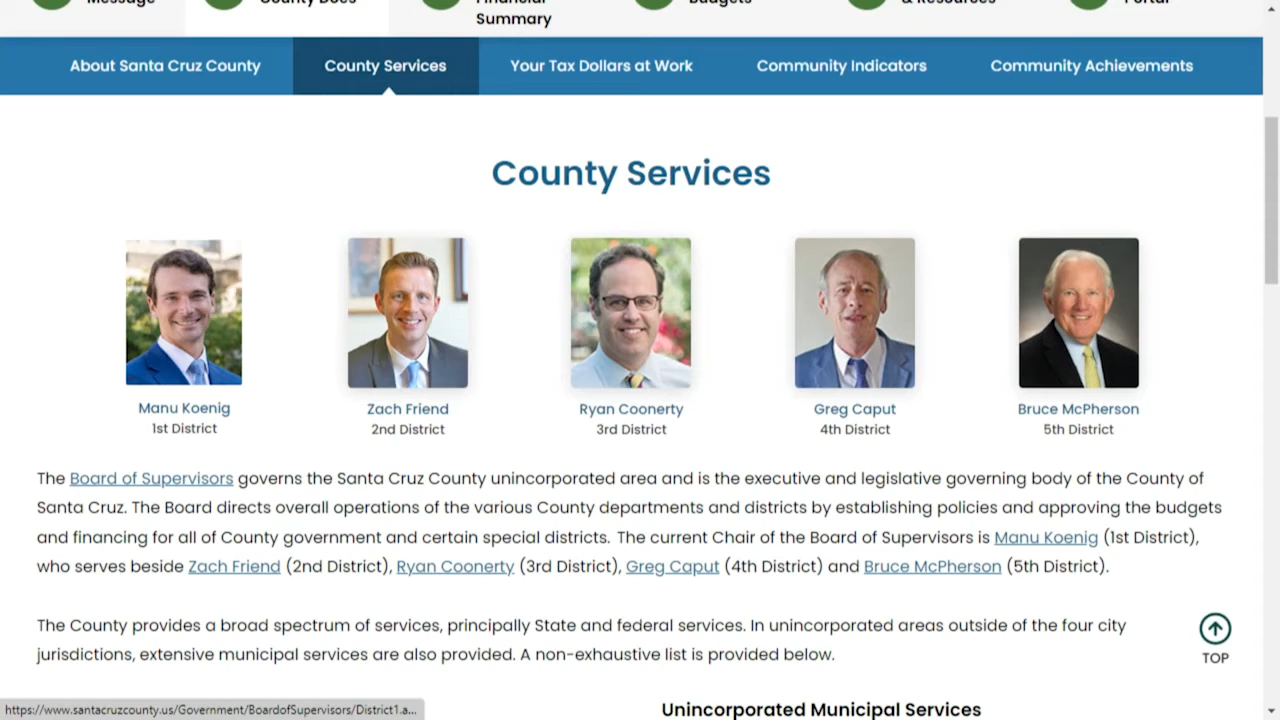 Message
County Docs
Financial
Summary
Budgets
& Resources
Portal
About Santa Cruz County
County Services
Your Tax Dollars at Work
Community Indicators
Community Achievements
County Services
Manu Koenig
1st District
Zach Friend
2nd District
Ryan Coonerty
3rd District
Greg Caput
4th District
Bruce McPherson
5th District
The Board of Supervisors governs the Santa Cruz County unincorporated area and is the executive and legislative governing body of the County of
Santa Cruz. The Board directs overall operations of the various County departments and districts by establishing policies and approving the budgets
and financing for all of County government and certain special districts. The current Chair of the Board of Supervisors is Manu Koenig (1st District),
who serves beside Zach Friend (2nd District), Ryan Coonerty (3rd District), Greg Caput (4th District) and Bruce McPherson (5th District).
The County provides a broad spectrum of services, principally State and federal services. In unincorporated areas outside of the four city
jurisdictions, extensive municipal services are also provided. A non-exhaustive list is provided below.
TOP
Unincorporated Municipal Services
https://www.santacruzcounty.us/Government/BoardofSupervisors/District1.a...